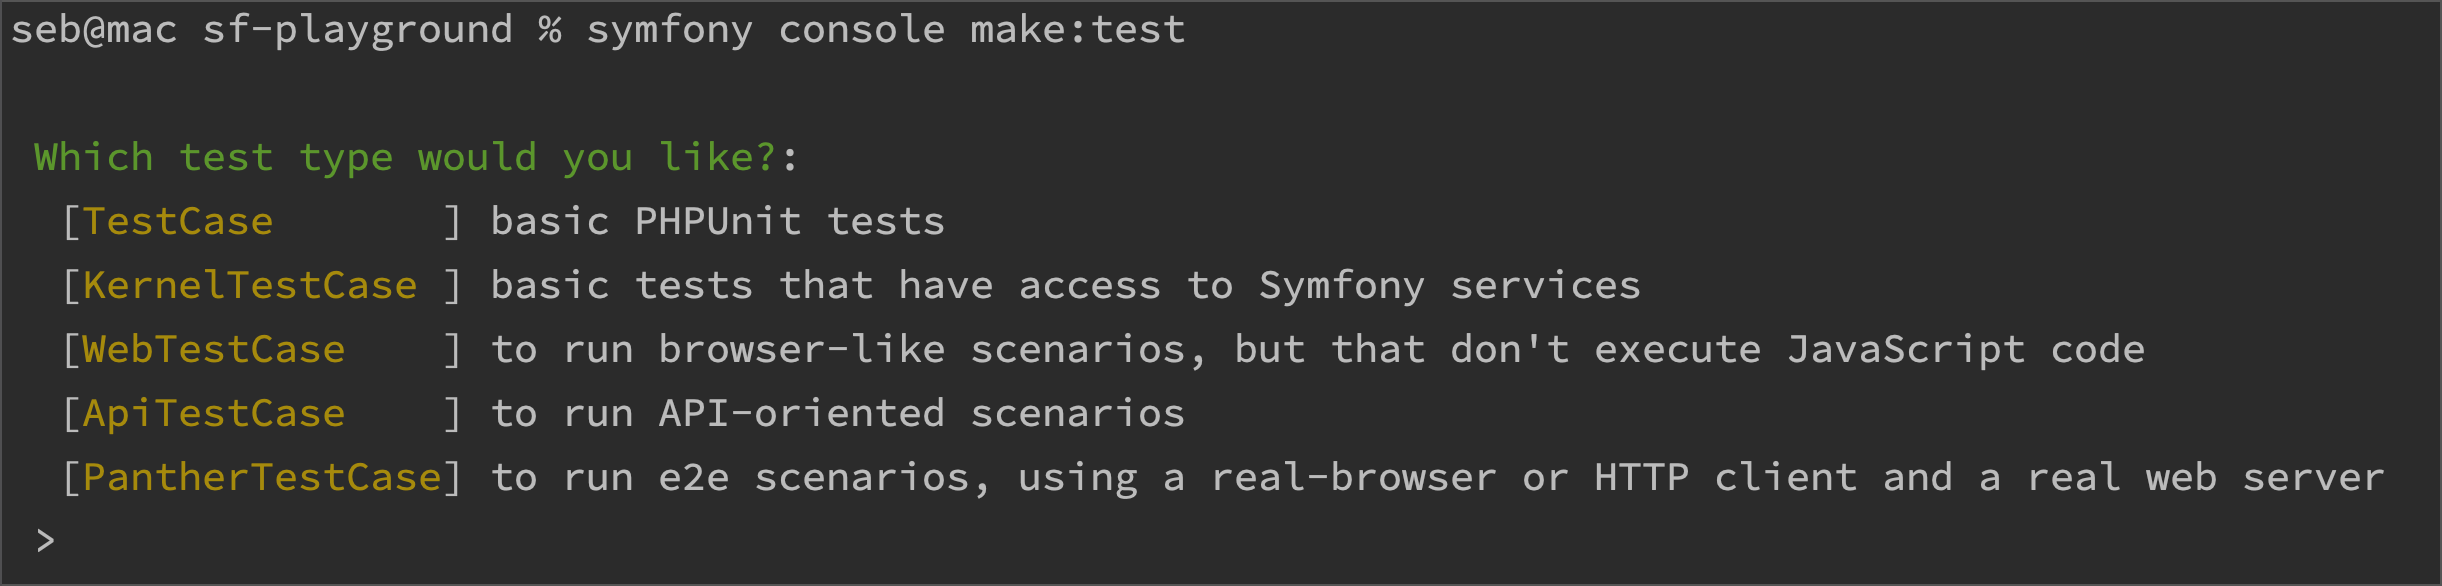 seb@mac sf-playground % symfony console make:test
Which test type would you like?:
[TestCase      ] basic PHPUnit tests
[KernelTestCase ] basic tests that have access to Symfony services
[WebTestCase    ] to run browser-like scenarios, but that don't execute JavaScript code
[ApiTestCase    ] to run API-oriented scenarios
[PantherTestCase] to run e2e scenarios, using a real-browser or HTTP client and a real web server
>